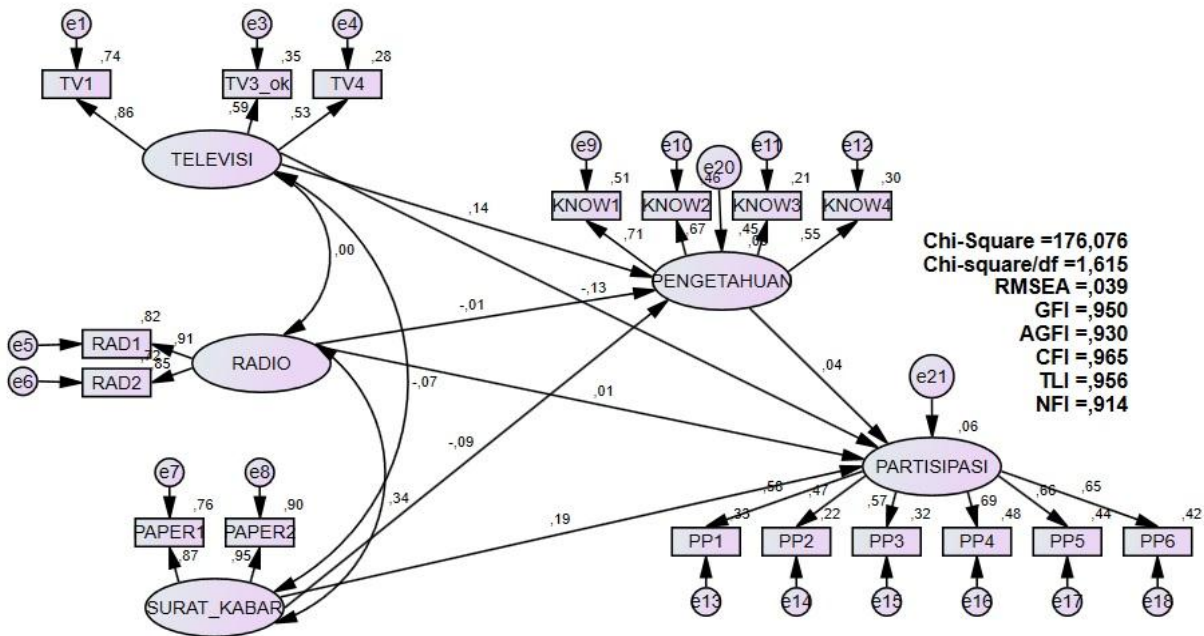 e1
e3
e4
,74
,35
,28
TV1
TV3_ok
TV4
,86
,59
,53
TELEVISI
e9
e10
e20
e11
e12
,51
,46
,21
,30
KNOW1
KNOW2
KNOW3
KNOW4
,71
,67
,45
,55
PENGETAHUAN
,14
-,13
,00
-,01
-,07
,01
-,09
,34
,04
,19
Chi-Square =176,076
Chi-square/df =1,615
RMSEA =,039
GFI =,950
AGFI =,930
CFI =,965
TLI =,956
NFI =,914
,82
e5
RAD1
,91
,72
e6
RAD2
,85
RADIO
e21
,06
PARTISIPASI
e7
e8
,76
,90
PAPER1
PAPER2
,87
,95
SURAT_KABAR
,47
,57
,69
,66
,65
,33
,22
,32
,48
,44
,42
PP1
PP2
PP3
PP4
PP5
PP6
e13
e14
e15
e16
e17
e18